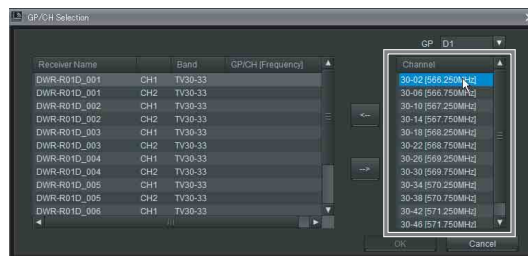 GP/CH Selection
GP D1
Receiver Name Band GP/CH [Frequency]
DWR-R01D_001 CH1 TV30-33
DWR-R01D_001 CH2 TV30-33
DWR-R01D_002 CH1 TV30-33
DWR-R01D_002 CH2 TV30-33
DWR-R01D_003 CH1 TV30-33
DWR-R01D_003 CH2 TV30-33
DWR-R01D_004 CH1 TV30-33
DWR-R01D_004 CH2 TV30-33
DWR-R01D_005 CH1 TV30-33
DWR-R01D_005 CH2 TV30-33
DWR-R01D_006 CH1 TV30-33
<--
-->
Channel
30-02 [566.250MHz]
30-06 [566.750MHz]
30-10 [567.250MHz]
30-14 [567.750MHz]
30-18 [568.250MHz]
30-22 [568.750MHz]
30-26 [569.250MHz]
30-30 [569.750MHz]
30-34 [570.250MHz]
30-38 [570.750MHz]
30-42 [571.250MHz]
30-46 [571.750MHz]
OK Cancel